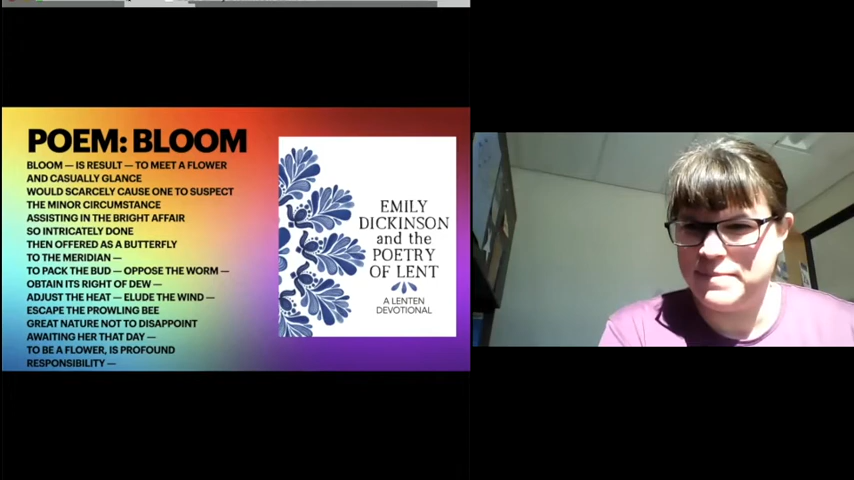 POEM: BLOOM
BLOOM — IS RESULT — TO MEET A FLOWER
AND CASUALLY GLANCE
WOULD SCARCELY CAUSE ONE TO SUSPECT
THE MINOR CIRCUMSTANCE
ASSISTING IN THE BRIGHT AFFAIR
SO INTRICATELY DONE
THEN OFFERED AS A BUTTERFLY
TO THE MERIDIAN —
TO PACK THE BUD — OPPOSE THE WORM —
OBTAIN ITS RIGHT OF DEW —
ADJUST THE HEAT — ELUDE THE WIND —
ESCAPE THE PROWLING BEE
GREAT NATURE NOT TO DISAPPOINT
AWAITING HER THAT DAY —
TO BE A FLOWER, IS PROFOUND
RESPONSIBILITY —
EMILY
DICKINSON
and the
POETRY
OF LENT
A LENTEN
DEVOTIONAL